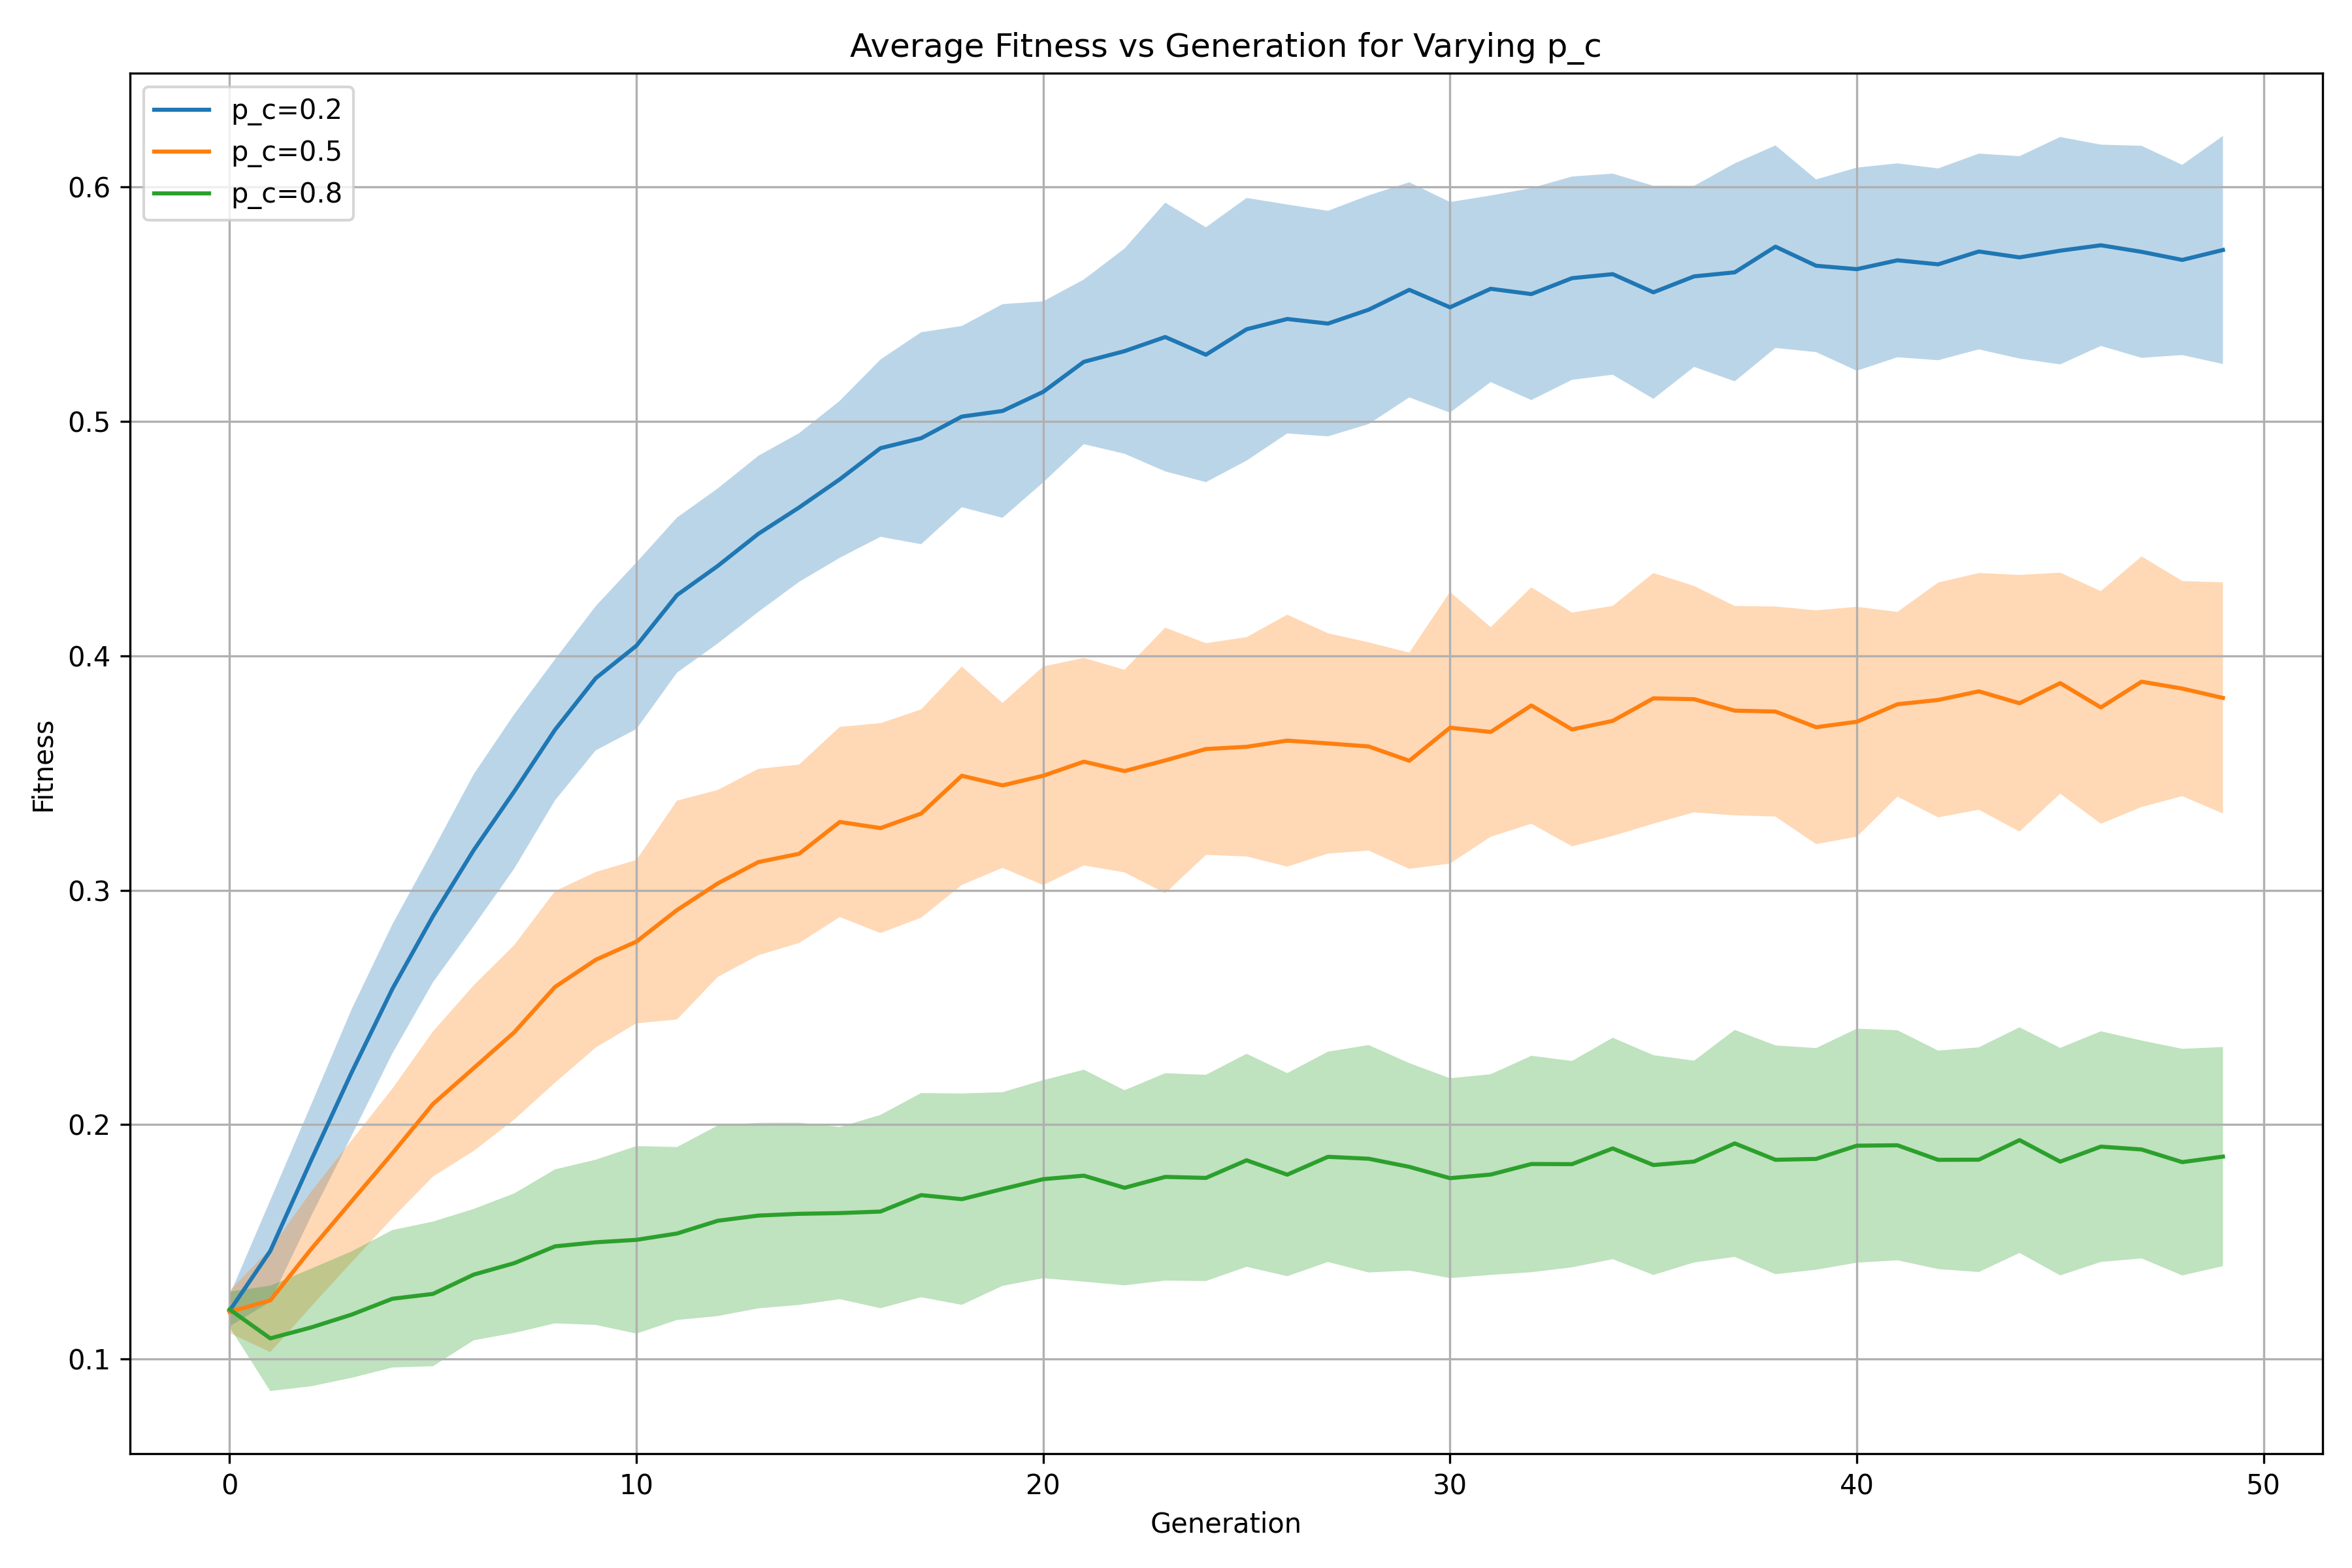 Average Fitness vs Generation for Varying p_c
p_c=0.2
p_c=0.5
p_c=0.8
0.6
0.5
0.4
0.3
0.2
0.1
Fitness
0 10 20 30 40 50
Generation